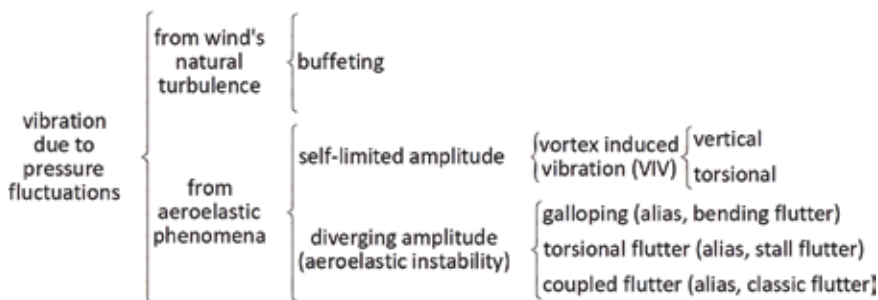 vibration
due to
pressure
fluctuations
from wind's
natural
turbulence
buffeting
from
aeroelastic
phenomena
self-limited amplitude
vortex induced
vibration (VIV)
vertical
torsional
diverging amplitude
(aeroelastic instability)
galloping (alias, bending flutter)
torsional flutter (alias, stall flutter)
coupled flutter (alias, classic flutter)